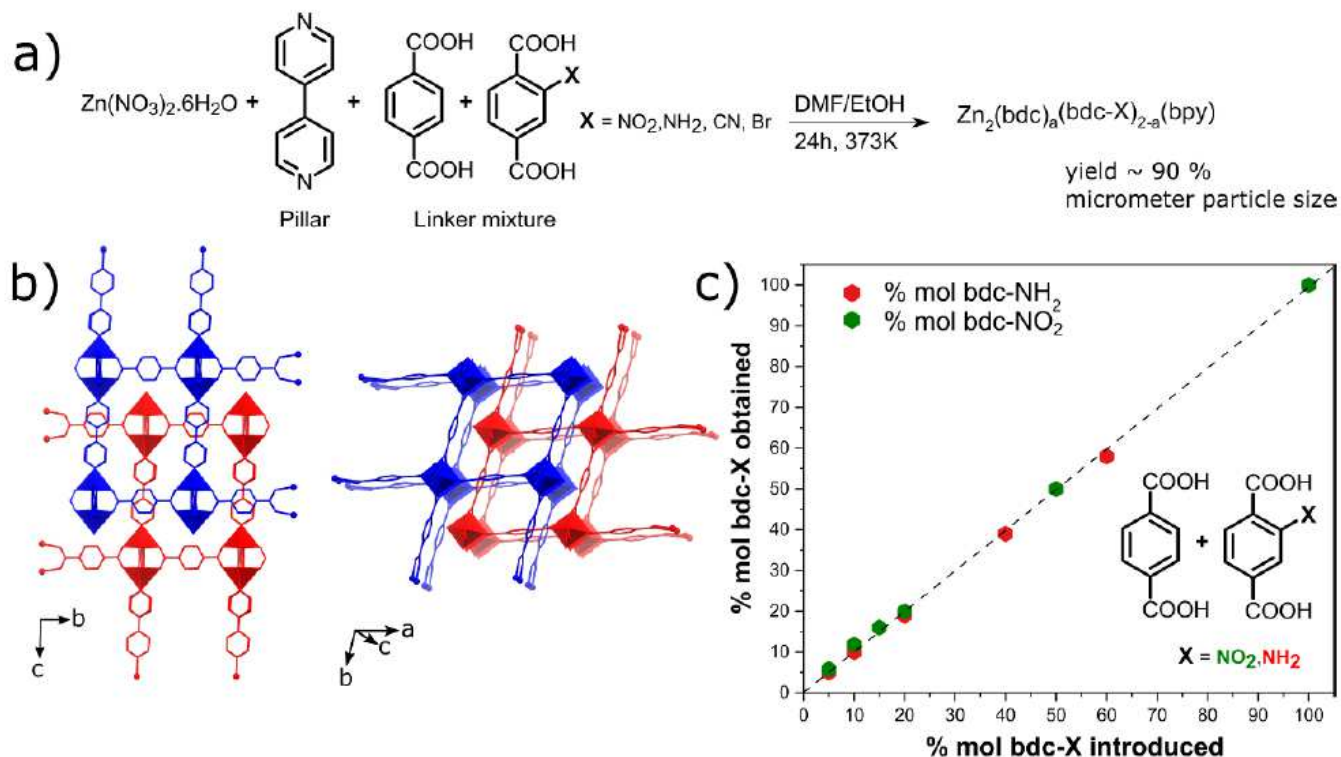 a)
Zn(NO3)2.6H2O +
N
N
Pillar
+
COOH
COOH
+
COOH
X
COOH
Linker mixture
X = NO2,NH2, CN, Br
DMF/EtOH
24h, 373K
Zn2(bdc)a(bdc-X)2-a(bpy)
yield ~ 90 %
micrometer particle size
b)
b
c
a
c
b
c)
% mol bdc-NH2
% mol bdc-NO2
% mol bdc-X obtained
100
90
80
70
60
50
40
30
20
10
0
0 10 20 30 40 50 60 70 80 90 100
% mol bdc-X introduced
COOH
COOH
+
COOH
X
COOH
X = NO2,NH2